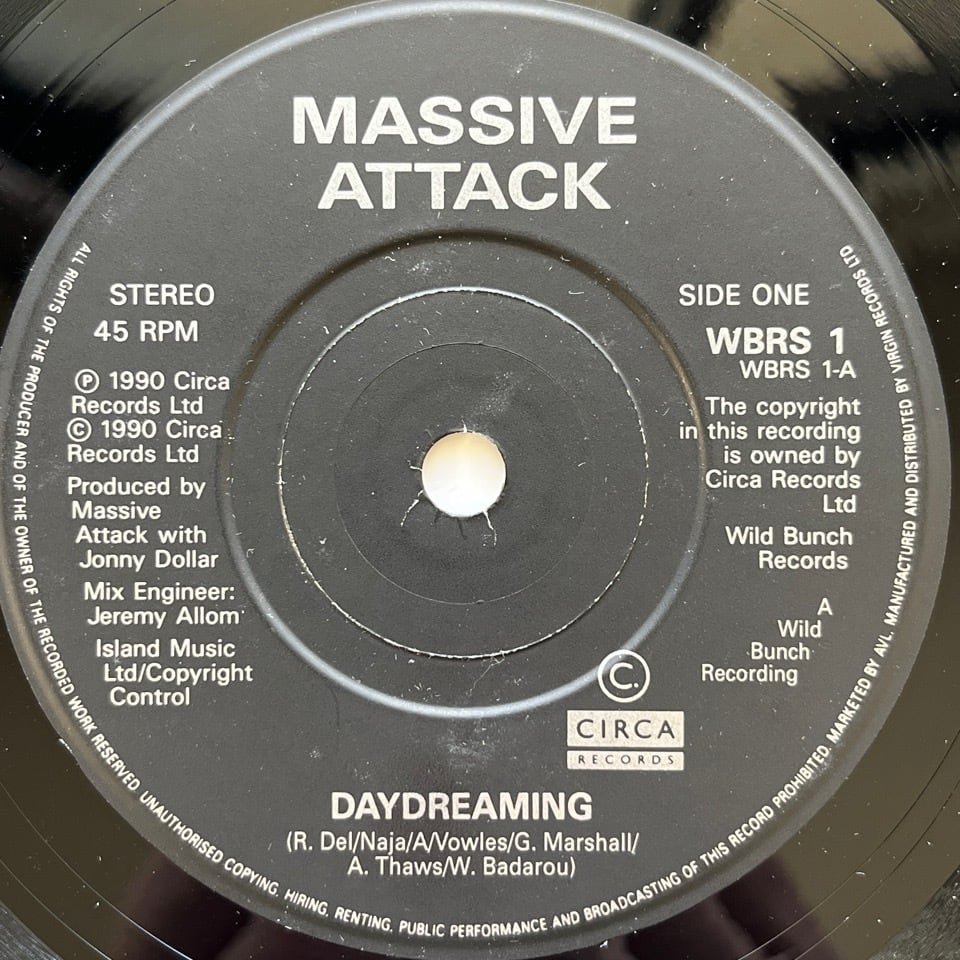 MASSIVE
ATTACK
STEREO
45 RPM
Ⓟ 1990 Circa
Records Ltd
© 1990 Circa
Records Ltd
Produced by
Massive
Attack with
Jonny Dollar
Mix Engineer:
Jeremy Allom
Island Music
Ltd/Copyright
Control
SIDE ONE
WBRS 1
WBRS 1-A
The copyright
in this recording
is owned by
Circa Records
Ltd
Wild Bunch
Records
A
Wild
Bunch
Recording
C.
CIRCA
RECORDS
DAYDREAMING
(R. Del/Naja/A/Vowles/G. Marshall/
A. Thaws/W. Badarou)
ALL RIGHTS OF THE PRODUCER AND OF THE OWNER OF THE RECORDED WORK RESERVED. UNAUTHORISED COPYING, HIRING, RENTING, PUBLIC PERFORMANCE AND BROADCASTING OF THIS RECORD PROHIBITED. MARKETED BY AVL. MANUFACTURED AND DISTRIBUTED BY VIRGIN RECORDS LTD